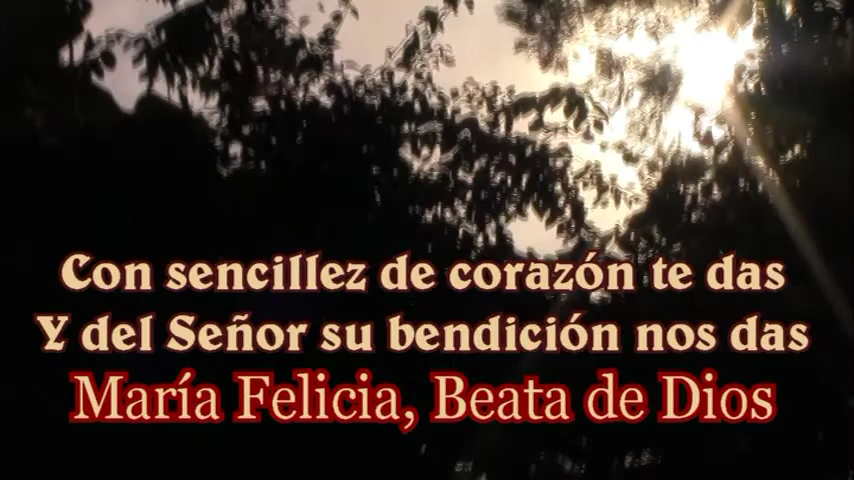 Con sencillez de corazón te das
Y del Señor su bendición nos das
María Felicia, Beata de Dios